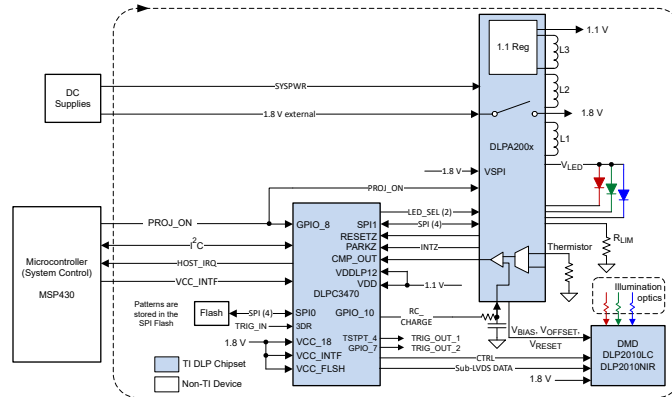 1.1 V
1.1 Reg
L3
DC
Supplies
SYSPWR
L2
1.8 V external
1.8 V
L1
DLPA200x
1.8 V
VSPI
VLED
PROJ_ON
PROJ_ON
GPIO_8
LED_SEL (2)
I2C
SPI1
SPI (4)
RESETZ
Microcontroller
(System Control)
MSP430
HOST_IRQ
PARKZ
INTZ
CMP_OUT
Thermistor
RLIM
VCC_INTF
VDDLP12
VDD
1.1 V
DLPC3470
Illumination
optics
Patterns are
stored in the
SPI Flash
Flash
SPI (4)
SPI0
GPIO_10
RC_
CHARGE
TRIG_IN
3DR
VBIAS, VOFFSET,
VRESET
TSTPT_4
TRIG_OUT_1
1.8 V
VCC_18
GPIO_7
TRIG_OUT_2
DMD
DLP2010LC
DLP2010NIR
VCC_INTF
CTRL
TI DLP Chipset
VCC_FLSH
Sub-LVDS DATA
Non-TI Device
1.8 V